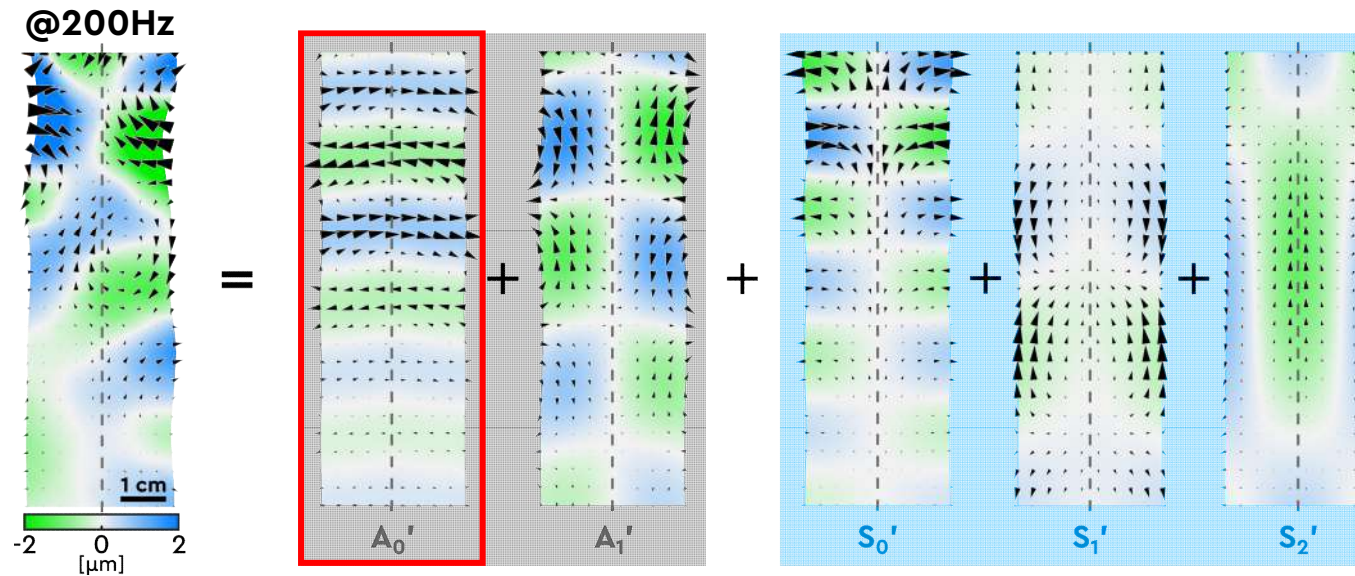 @200Hz
= + + + +
1 cm
-2 0 2
[µm]
A₀' A₁' S₀' S₁' S₂'